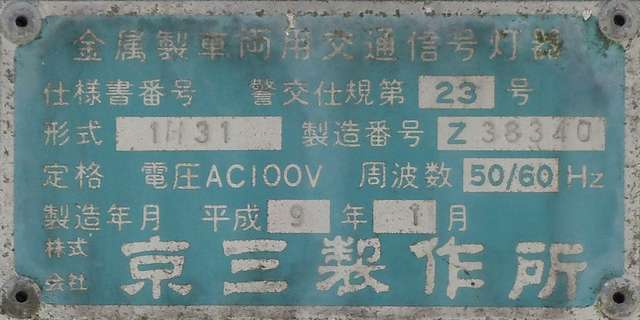 金属製車両用交通信号灯器
仕様書番号 警交仕規第 23 号
形式 1H31 製造番号 Z38340
定格 電圧AC100V 周波数 50/60 Hz
製造年月 平成 9 年 1 月
株式会社 京三製作所